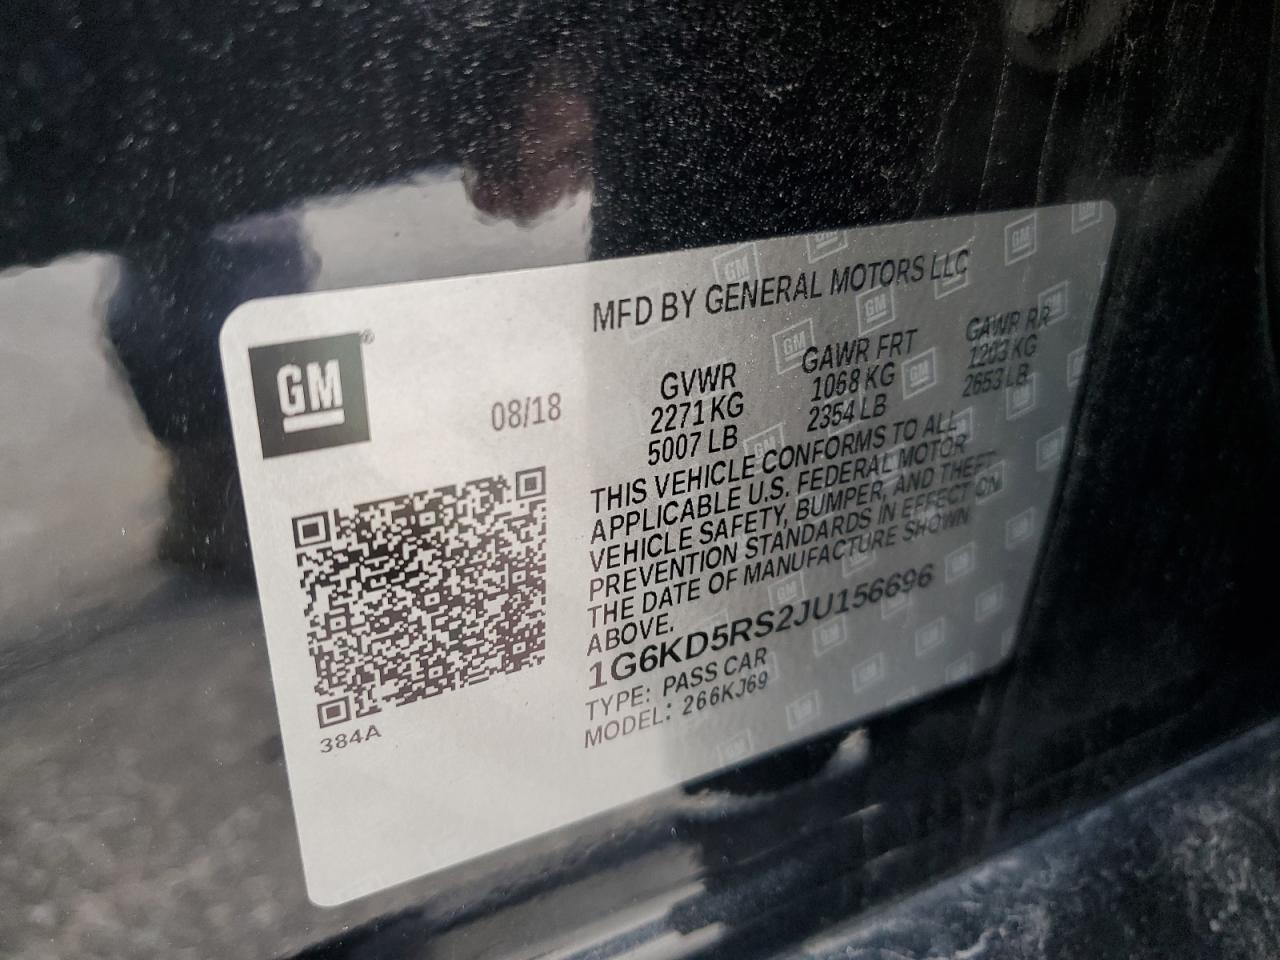 MFD BY GENERAL MOTORS LLC
GM®
08/18
GVWR GAWR FRT GAWR RR
2271 KG 1068 KG 1203 KG
5007 LB 2354 LB 2653 LB
THIS VEHICLE CONFORMS TO ALL
APPLICABLE U.S. FEDERAL MOTOR
VEHICLE SAFETY, BUMPER, AND THEFT
PREVENTION STANDARDS IN EFFECT ON
THE DATE OF MANUFACTURE SHOWN
ABOVE.
1G6KD5RS2JU156696
TYPE: PASS CAR
MODEL: 266KJ69
384A